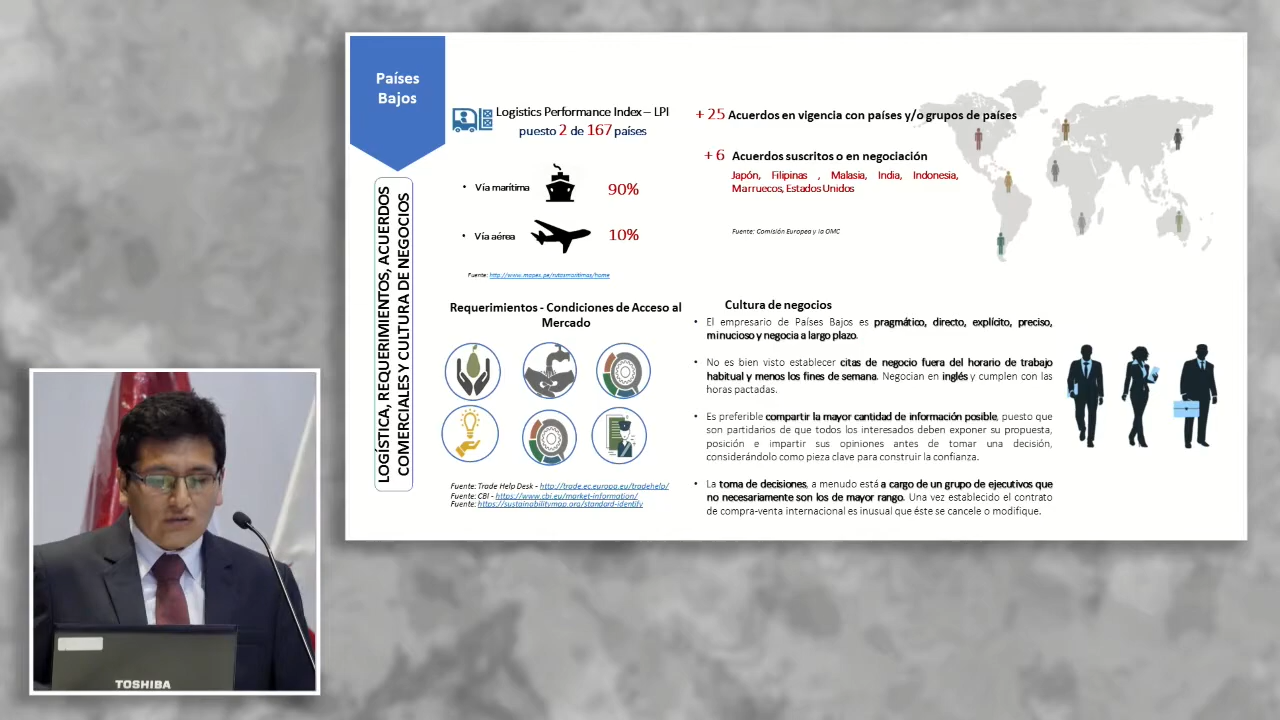 Países
Bajos
LOGÍSTICA, REQUERIMIENTOS, ACUERDOS
COMERCIALES Y CULTURA DE NEGOCIOS
Logistics Performance Index – LPI
puesto 2 de 167 países
• Vía marítima 90%
• Vía aérea 10%
Fuente: http://www.mapex.pe/rutasmaritimas/home
+ 25 Acuerdos en vigencia con países y/o grupos de países
+ 6 Acuerdos suscritos o en negociación
Japón, Filipinas , Malasia, India, Indonesia,
Marruecos, Estados Unidos
Fuente: Comisión Europea y la OMC
Requerimientos - Condiciones de Acceso al
Mercado
Fuente: Trade Help Desk - http://trade.ec.europa.eu/tradehelp/
Fuente: CBI - https://www.cbi.eu/market-information/
Fuente: https://sustainabilitymap.org/standard-identify
Cultura de negocios
• El empresario de Países Bajos es pragmático, directo, explícito, preciso,
minucioso y negocia a largo plazo.
• No es bien visto establecer citas de negocio fuera del horario de trabajo
habitual y menos los fines de semana. Negocian en inglés y cumplen con las
horas pactadas.
• Es preferible compartir la mayor cantidad de información posible, puesto que
son partidarios de que todos los interesados deben exponer su propuesta,
posición e impartir sus opiniones antes de tomar una decisión,
considerándolo como pieza clave para construir la confianza.
• La toma de decisiones, a menudo está a cargo de un grupo de ejecutivos que
no necesariamente son los de mayor rango. Una vez establecido el contrato
de compra-venta internacional es inusual que éste se cancele o modifique.
TOSHIBA